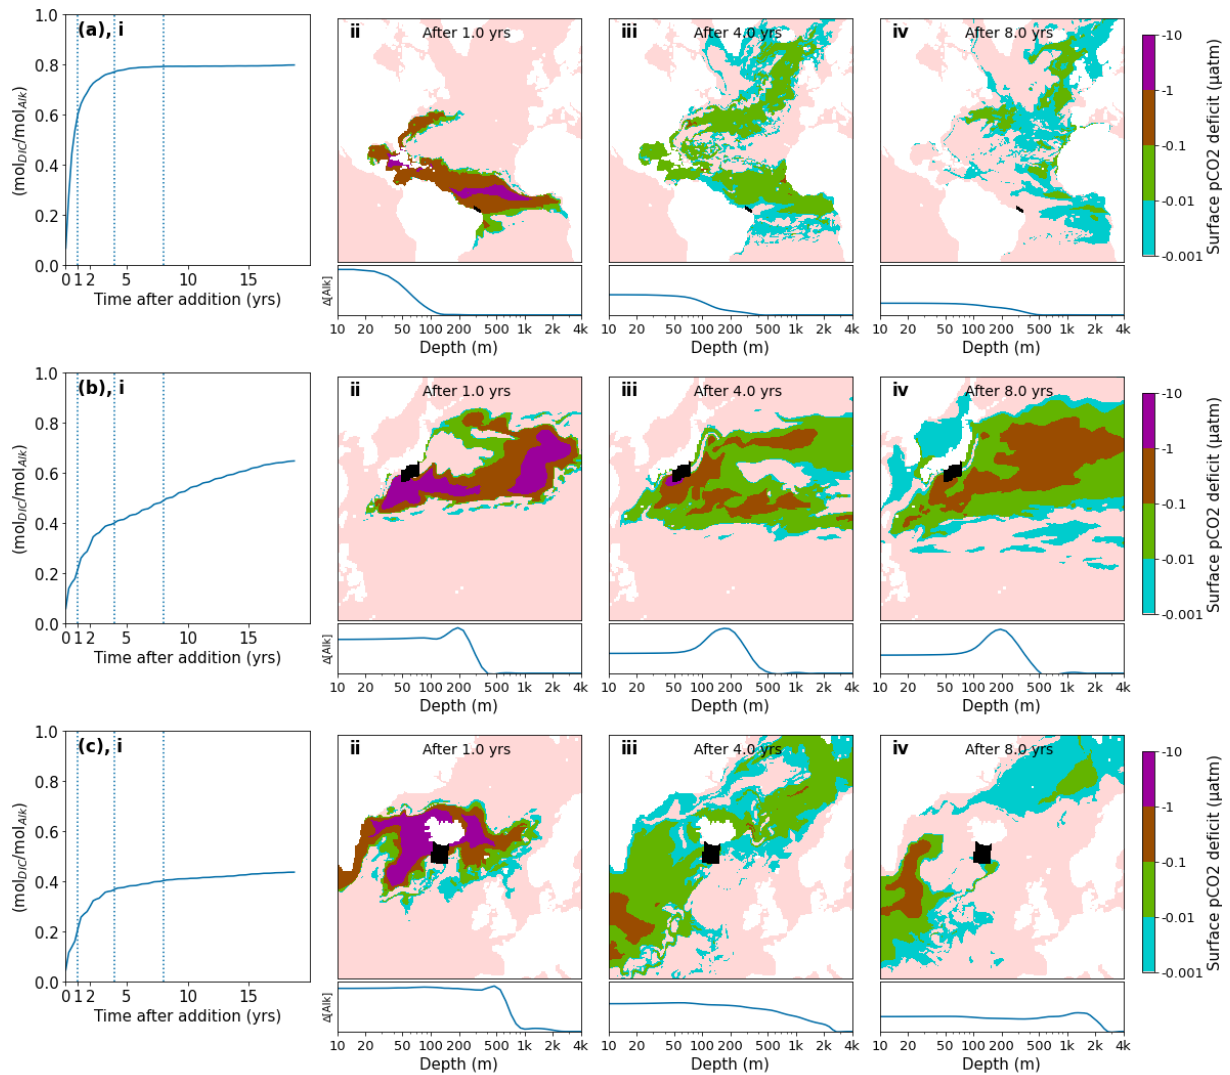 (a), i
(mol_DIC/mol_Alk)
1.0
0.8
0.6
0.4
0.2
0.0
0 1 2 5 10 15
Time after addition (yrs)
ii
After 1.0 yrs
Δ[Alk]
10 50 100 200 500 1k 2k 4k
Depth (m)
iii
After 4.0 yrs
10 50 100 200 500 1k 2k 4k
Depth (m)
iv
After 8.0 yrs
10 50 100 200 500 1k 2k 4k
Depth (m)
-10
-1
-0.1
-0.01
-0.001
Surface pCO2 deficit (µatm)
(b), i
(mol_DIC/mol_Alk)
1.0
0.8
0.6
0.4
0.2
0.0
0 1 2 5 10 15
Time after addition (yrs)
ii
After 1.0 yrs
Δ[Alk]
10 50 100 200 500 1k 2k 4k
Depth (m)
iii
After 4.0 yrs
10 50 100 200 500 1k 2k 4k
Depth (m)
iv
After 8.0 yrs
10 50 100 200 500 1k 2k 4k
Depth (m)
-10
-1
-0.1
-0.01
-0.001
Surface pCO2 deficit (µatm)
(c), i
(mol_DIC/mol_Alk)
1.0
0.8
0.6
0.4
0.2
0.0
0 1 2 5 10 15
Time after addition (yrs)
ii
After 1.0 yrs
Δ[Alk]
10 50 100 200 500 1k 2k 4k
Depth (m)
iii
After 4.0 yrs
10 50 100 200 500 1k 2k 4k
Depth (m)
iv
After 8.0 yrs
10 50 100 200 500 1k 2k 4k
Depth (m)
-10
-1
-0.1
-0.01
-0.001
Surface pCO2 deficit (µatm)